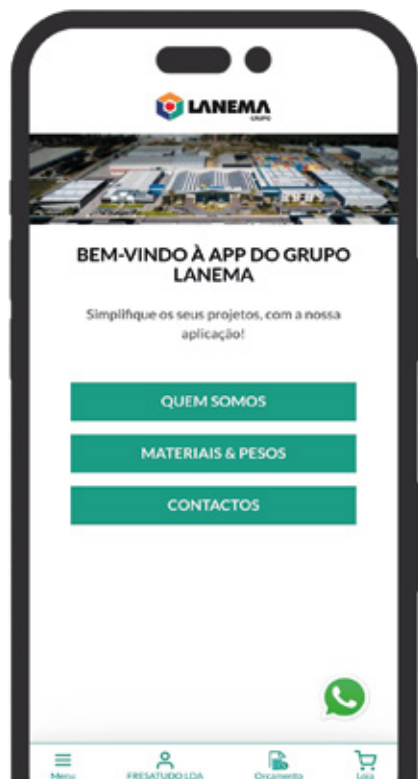 LANEMA
GRUPO
BEM-VINDO À APP DO GRUPO
LANEMA
Simplifique os seus projetos, com a nossa
aplicação!
QUEM SOMOS
MATERIAIS & PESOS
CONTACTOS
Menu
FRESATUDO LDA
Orçamento
Loja